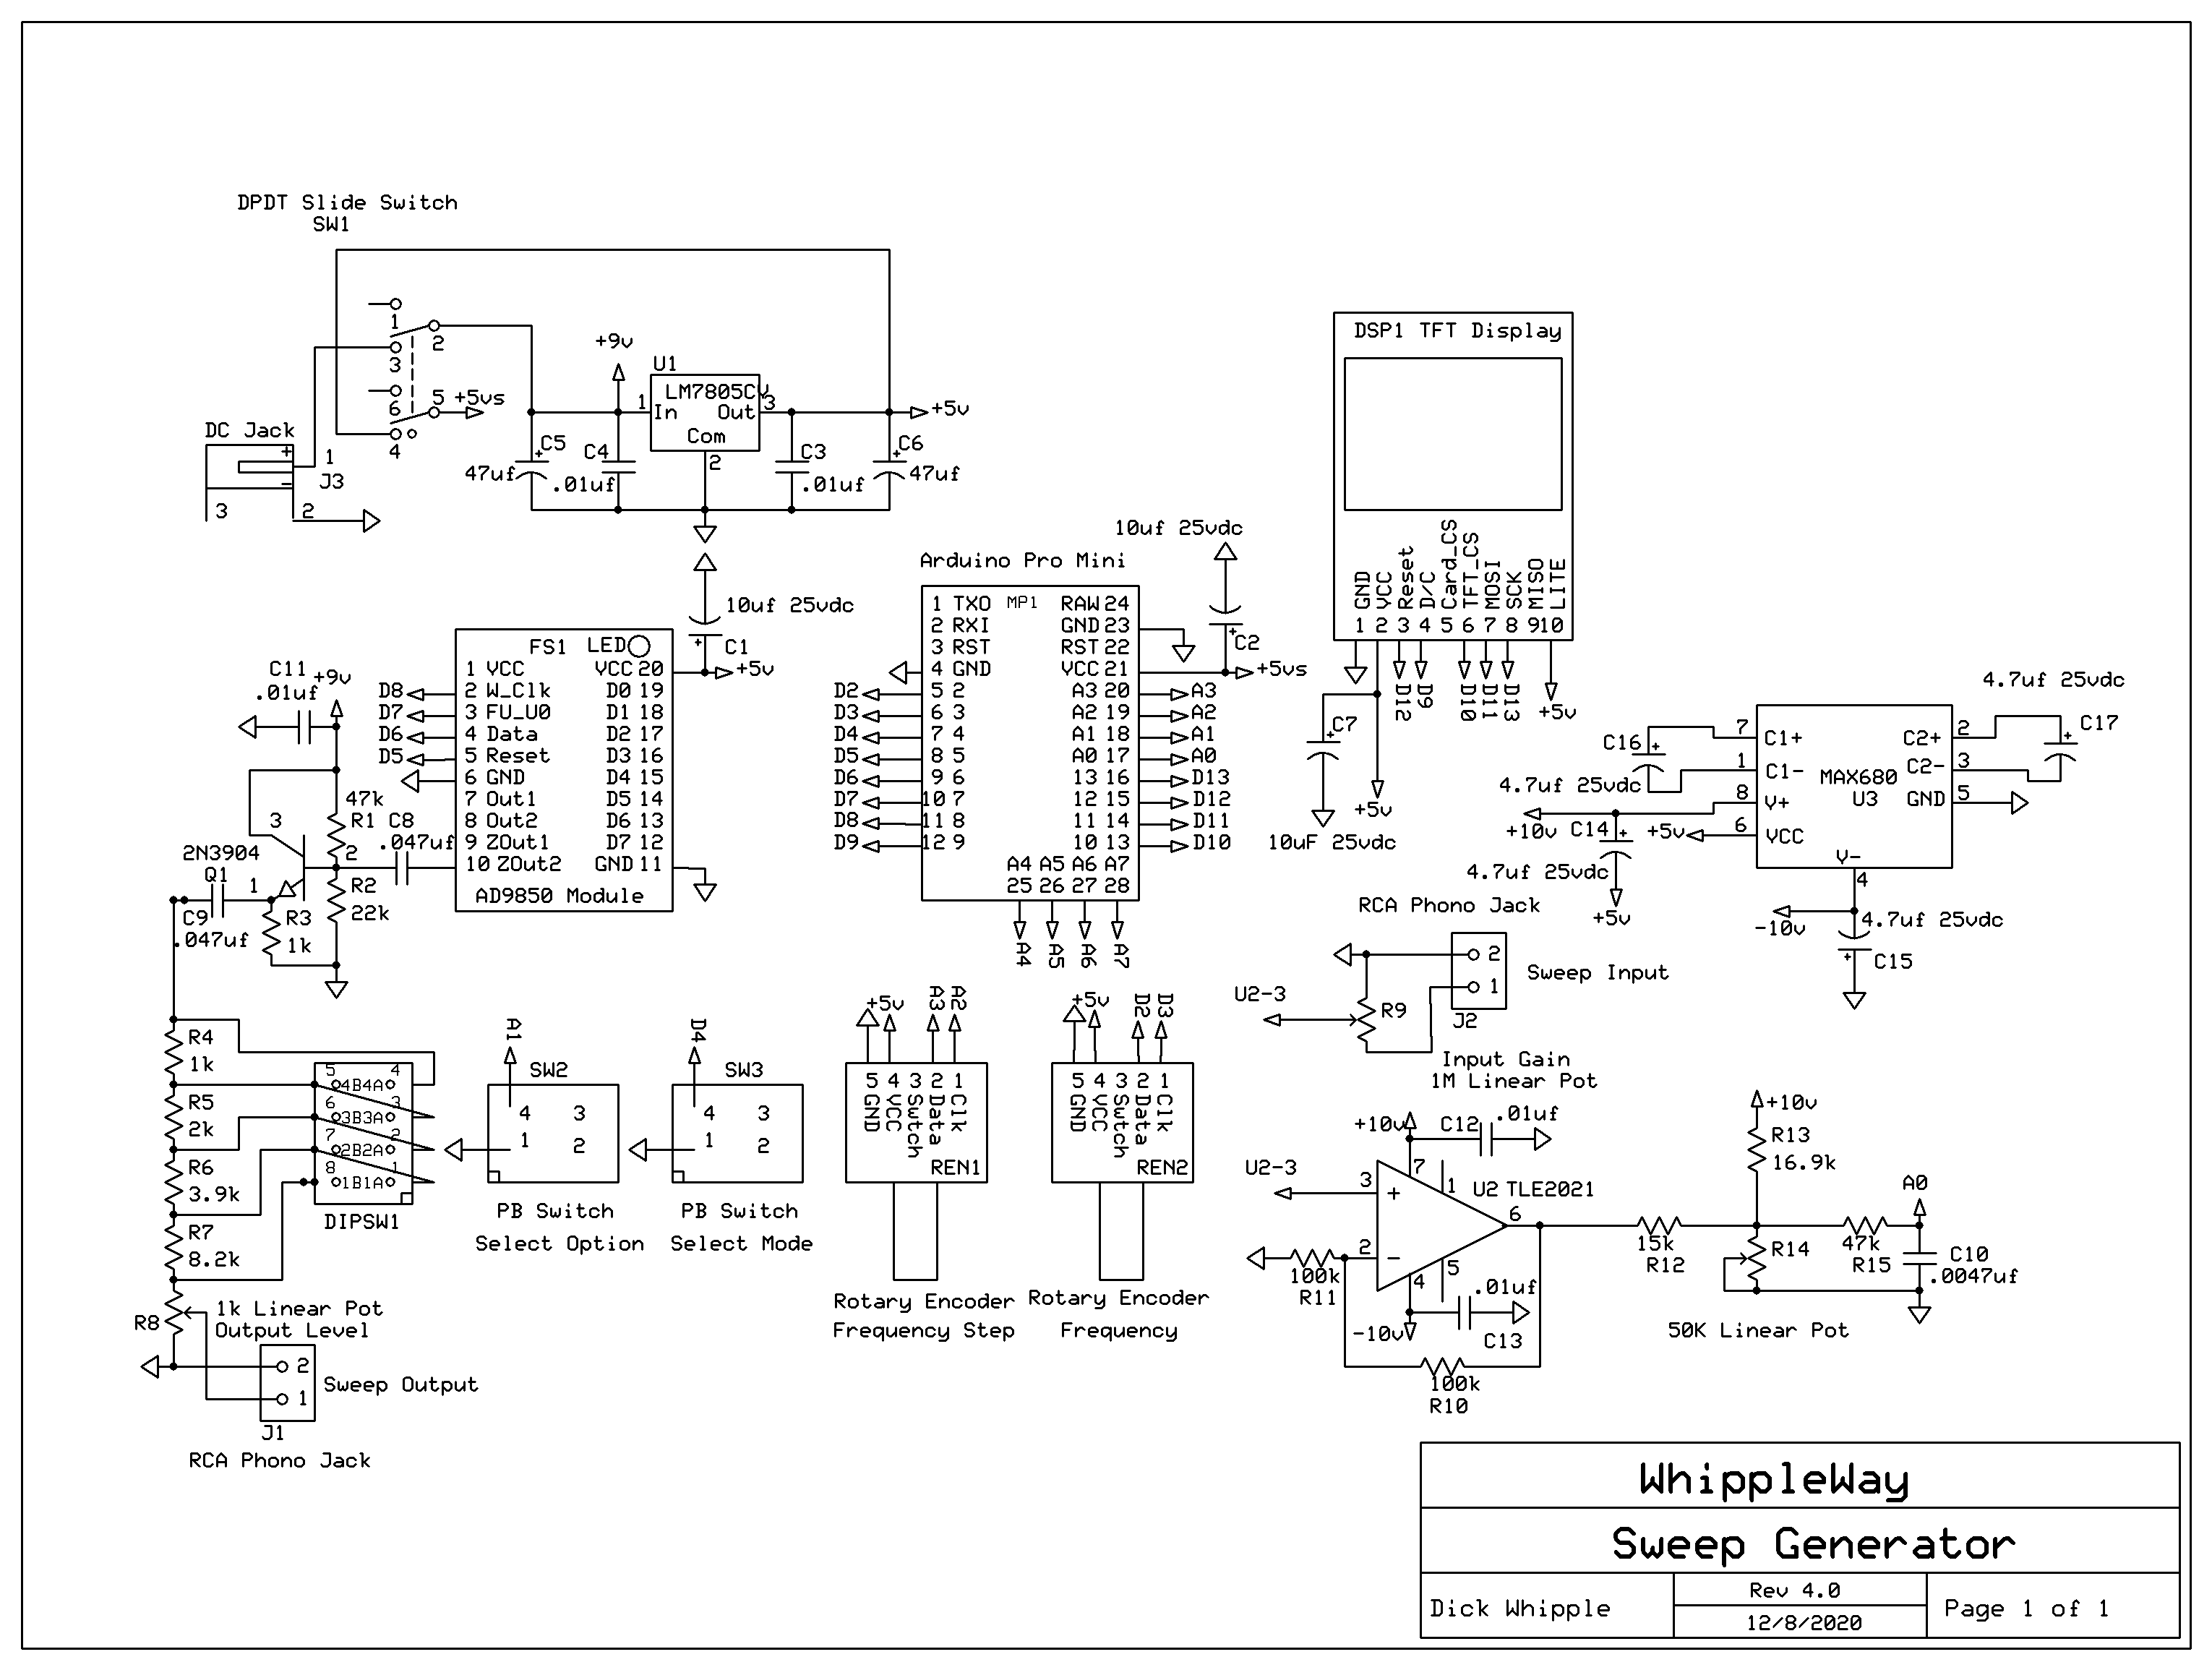 DPDT Slide Switch
SW1
1
2
3
6
5
+5vs
4
DC Jack
+
-
1
J3
3
2
+9v
U1
LM7805CV
1
In
Out
3
Com
2
+5v
C5
+
47uf
C4
.01uf
C3
.01uf
C6
+
47uf
10uf 25vdc
+
C1
+5v
FS1
LED
1 VCC
2 W_Clk
3 FU_U0
4 Data
5 Reset
6 GND
7 Out1
8 Out2
9 ZOut1
10 ZOut2
VCC 20
D0 19
D1 18
D2 17
D3 16
D4 15
D5 14
D6 13
D7 12
GND 11
AD9850 Module
D8
D7
D6
D5
C11
.01uf
+9v
47k
R1
C8
.047uf
3
2
2N3904
Q1
1
R2
22k
C9
.047uf
R3
1k
R4
1k
R5
2k
R6
3.9k
R7
8.2k
5
4
4B4A
6
3
3B3A
7
2
2B2A
8
1
1B1A
DIPSW1
R8
1k Linear Pot
Output Level
2
1
Sweep Output
J1
RCA Phono Jack
A1
SW2
4
3
1
2
PB Switch
Select Option
D4
SW3
4
3
1
2
PB Switch
Select Mode
Arduino Pro Mini
10uf 25vdc
+
C2
+5vs
MP1
1 TXO
2 RXI
3 RST
4 GND
5 2
6 3
7 4
8 5
9 6
10 7
11 8
12 9
RAW 24
GND 23
RST 22
VCC 21
A3 20
A2 19
A1 18
A0 17
13 16
12 15
11 14
10 13
A4 A5 A6 A7
25 26 27 28
D2
D3
D4
D5
D6
D7
D8
D9
A3
A2
A1
A0
D13
D12
D11
D10
A4
A5
A6
A7
+5v
A3
A2
5 4 3 2 1
GND
VCC
Switch
Data
Clk
REN1
Rotary Encoder
Frequency Step
+5v
D2
D3
5 4 3 2 1
GND
VCC
Switch
Data
Clk
REN2
Rotary Encoder
Frequency
DSP1 TFT Display
GND
VCC
Reset
D/C
Card_CS
TFT_CS
MOSI
SCK
MISO
LITE
1 2 3 4 5 6 7 8 9 10
D12
D9
D10
D11
D13
+5v
C7
+
+5v
10uF 25vdc
4.7uf 25vdc
C16
+
4.7uf 25vdc
+10v
C14
+
4.7uf 25vdc
+5v
+5v
7
1
8
6
C1+
C1-
V+
VCC
MAX680
U3
C2+
C2-
GND
V-
2
3
5
4
+
C17
-10v
4.7uf 25vdc
+
C15
RCA Phono Jack
2
1
Sweep Input
J2
U2-3
R9
Input Gain
1M Linear Pot
+10v
C12
.01uf
U2-3
7
3
+
1
U2 TLE2021
6
2
-
5
4
.01uf
C13
-10v
100k
R11
100k
R10
15k
R12
+10v
R13
16.9k
R14
50K Linear Pot
47k
R15
A0
C10
.0047uf
WhippleWay
Sweep Generator
Dick Whipple
Rev 4.0
12/8/2020
Page 1 of 1